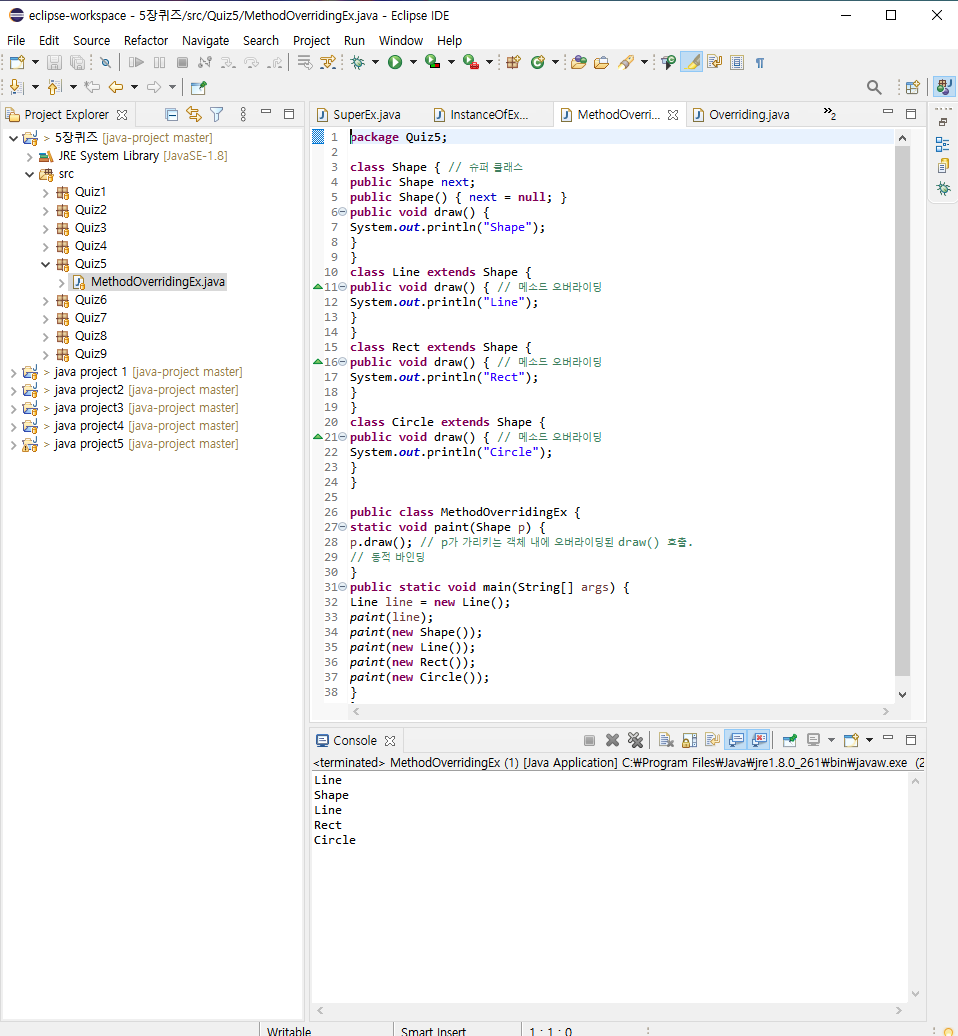 eclipse-workspace - 5장퀴즈/src/Quiz5/MethodOverridingEx.java - Eclipse IDE
File Edit Source Refactor Navigate Search Project Run Window Help
Project Explorer
> 5장퀴즈 [java-project master]
JRE System Library [JavaSE-1.8]
> src
Quiz1
Quiz2
Quiz3
Quiz4
Quiz5
MethodOverridingEx.java
Quiz6
Quiz7
Quiz8
Quiz9
> java project 1 [java-project master]
> java project2 [java-project master]
> java project3 [java-project master]
> java project4 [java-project master]
> java project5 [java-project master]
SuperEx.java InstanceOfEx... MethodOverri... Overriding.java »2
1 package Quiz5;
2
3 class Shape { // 슈퍼 클래스
4 public Shape next;
5 public Shape() { next = null; }
6 public void draw() {
7 System.out.println("Shape");
8 }
9 }
10 class Line extends Shape {
11 public void draw() { // 메소드 오버라이딩
12 System.out.println("Line");
13 }
14 }
15 class Rect extends Shape {
16 public void draw() { // 메소드 오버라이딩
17 System.out.println("Rect");
18 }
19 }
20 class Circle extends Shape {
21 public void draw() { // 메소드 오버라이딩
22 System.out.println("Circle");
23 }
24 }
25
26 public class MethodOverridingEx {
27 static void paint(Shape p) {
28 p.draw(); // p가 가리키는 객체 내에 오버라이딩된 draw() 호출.
29 // 동적 바인딩
30 }
31 public static void main(String[] args) {
32 Line line = new Line();
33 paint(line);
34 paint(new Shape());
35 paint(new Line());
36 paint(new Rect());
37 paint(new Circle());
38 }
Console
<terminated> MethodOverridingEx (1) [Java Application] C:₩Program Files₩Java₩jre1.8.0_261₩bin₩javaw.exe (2
Line
Shape
Line
Rect
Circle
Writable Smart Insert 1 : 1 : 0